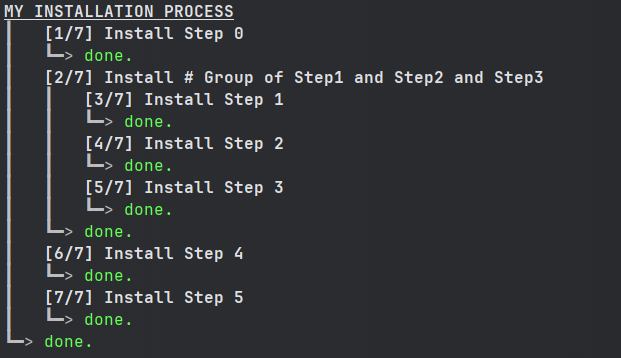 MY INSTALLATION PROCESS
[1/7] Install Step 0
┗━> done.
[2/7] Install # Group of Step1 and Step2 and Step3
[3/7] Install Step 1
┗━> done.
[4/7] Install Step 2
┗━> done.
[5/7] Install Step 3
┗━> done.
┗━> done.
[6/7] Install Step 4
┗━> done.
[7/7] Install Step 5
┗━> done.
┗━> done.